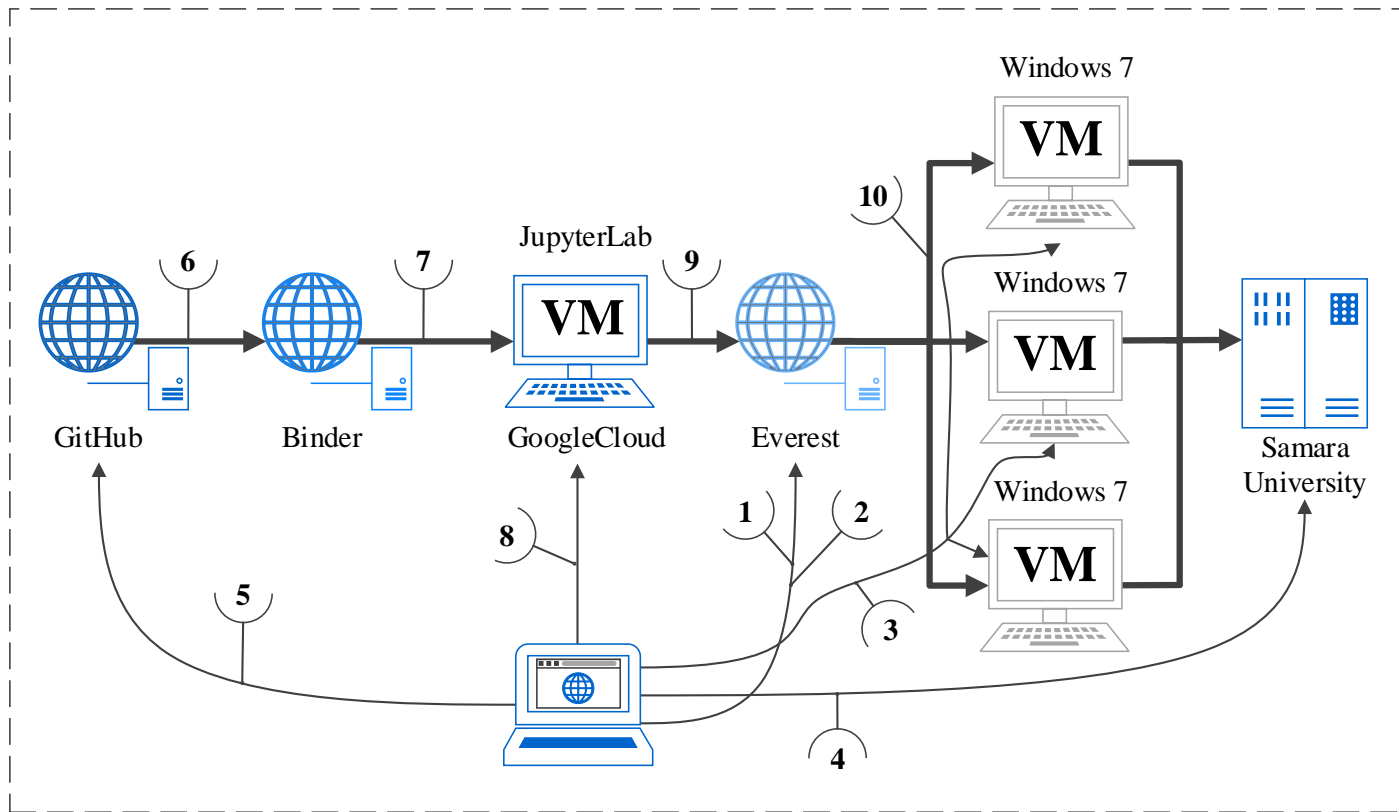 Windows 7
VM
10
JupyterLab
6
7
9
Windows 7
VM
VM
GitHub
Binder
GoogleCloud
Everest
Samara
University
Windows 7
1
2
8
VM
5
3
4